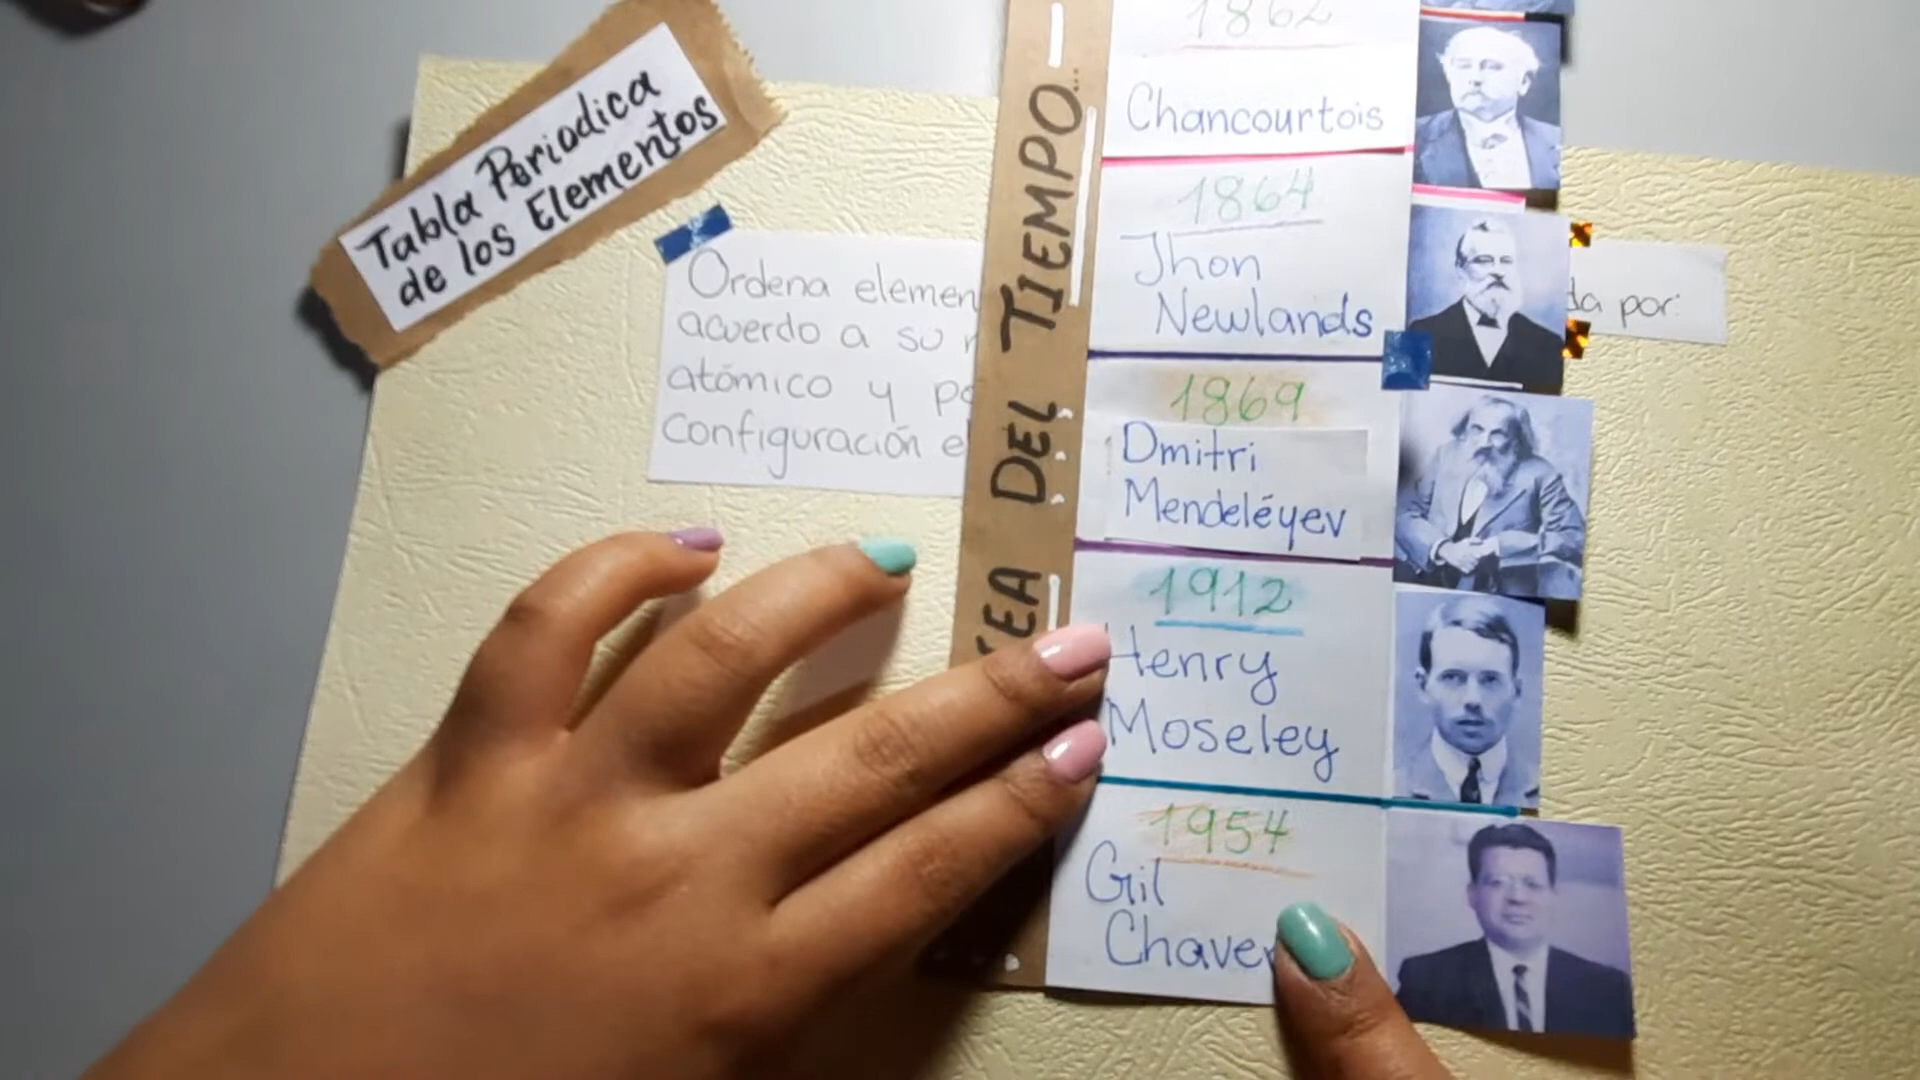 Tabla Periodica
de los Elementos
Ordena elemen
acuerdo a su
atómico y
configuración
da por:
DEL TIEMPO...
1862
Chancourtois
1864
Jhon
Newlands
1869
Dmitri
Mendeléyev
1912
Henry
Moseley
1954
Gil
Chaver